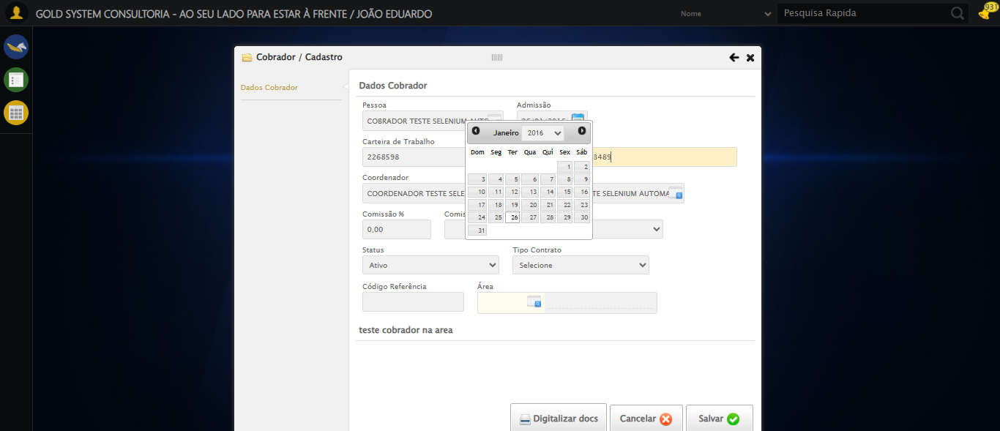 GOLD SYSTEM CONSULTORIA - AO SEU LADO PARA ESTAR À FRENTE / JOÃO EDUARDO
Nome
Pesquisa Rapida
931
Cobrador / Cadastro
Dados Cobrador
Dados Cobrador
Pessoa
Admissão
COBRADOR TESTE SELENIUM AUTO
Carteira de Trabalho
2268598
3489
Janeiro 2016
Dom Seg Ter Qua Qui Sex Sáb
1 2
3 4 5 6 7 8 9
10 11 12 13 14 15 16
17 18 19 20 21 22 23
24 25 26 27 28 29 30
31
Coordenador
COORDENADOR TESTE SELE
TE SELENIUM AUTOMA
Comissão %
Comis
0,00
Status
Tipo Contrato
Ativo
Selecione
Código Referência
Área
teste cobrador na area
Digitalizar docs
Cancelar
Salvar